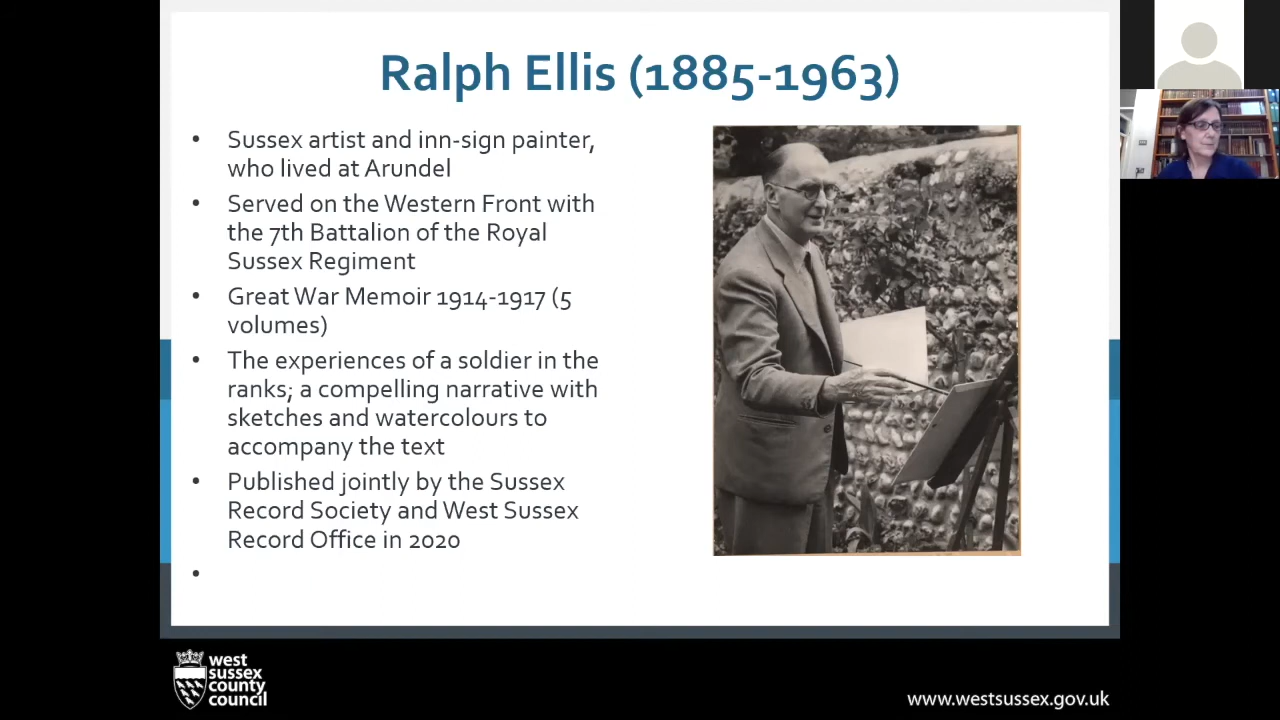 Ralph Ellis (1885-1963)
• Sussex artist and inn-sign painter,
who lived at Arundel
• Served on the Western Front with
the 7th Battalion of the Royal
Sussex Regiment
• Great War Memoir 1914-1917 (5
volumes)
• The experiences of a soldier in the
ranks; a compelling narrative with
sketches and watercolours to
accompany the text
• Published jointly by the Sussex
Record Society and West Sussex
Record Office in 2020
•
west
sussex
county
council
www.westsussex.gov.uk